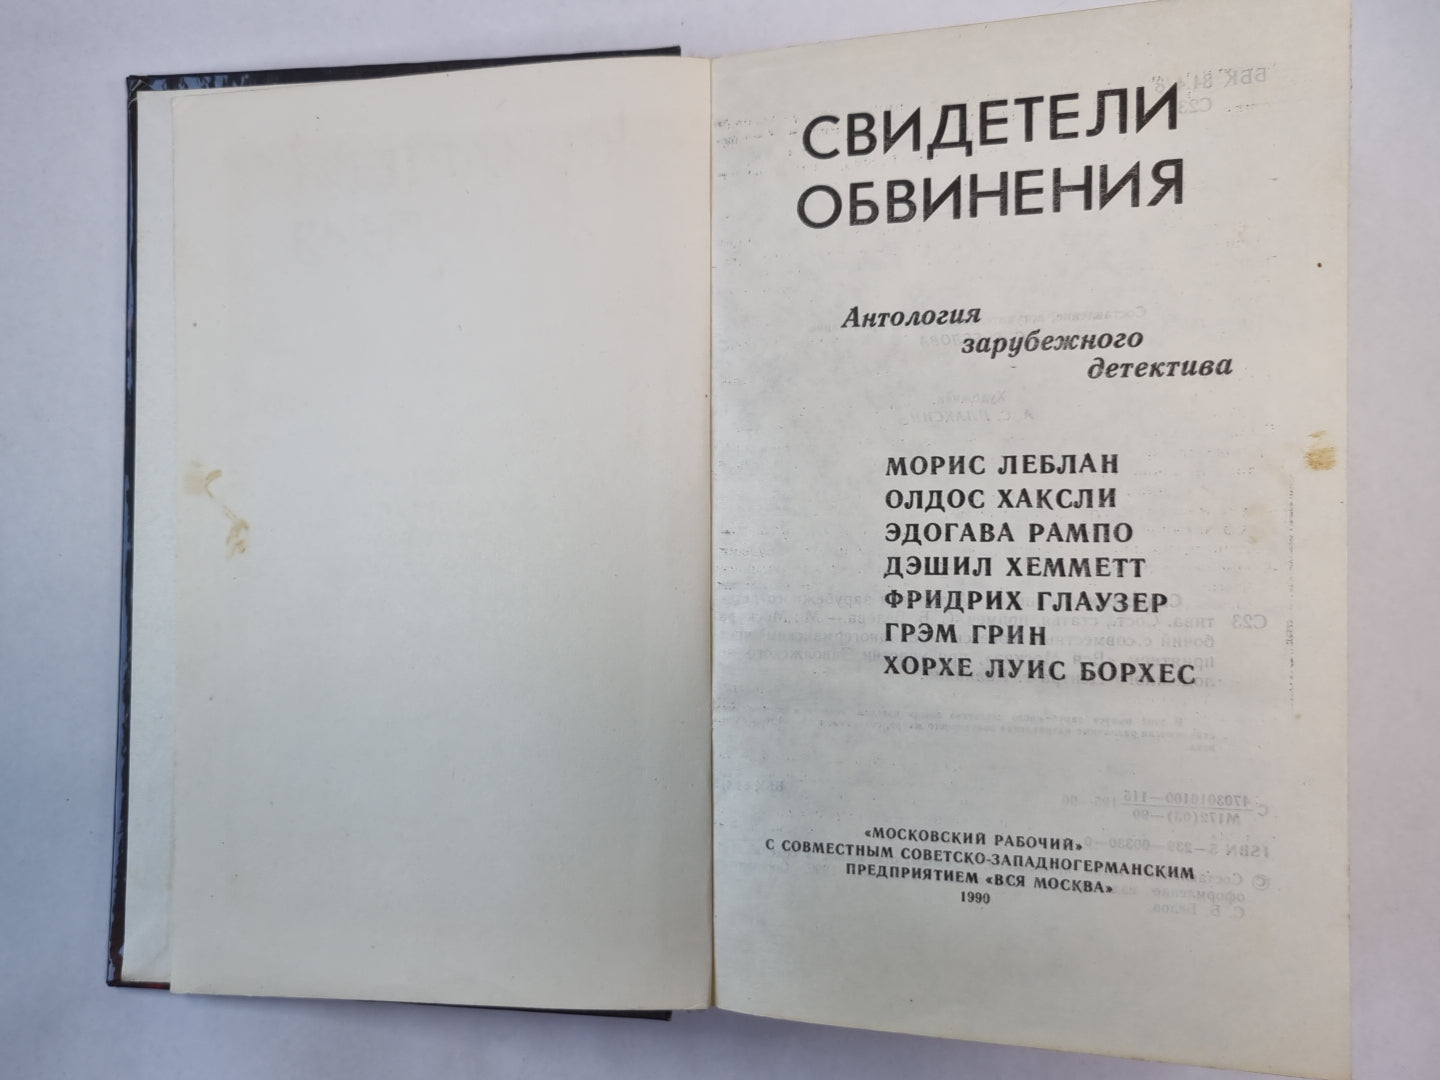 СВИДЕТЕЛИ
ОБВИНЕНИЯ
Антология
зарубежного
детектива
МОРИС ЛЕБЛАН
ОЛДОС ХАКСЛИ
ЭДОГАВА РАМПО
ДЭШИЛ ХЕММЕТТ
ФРИДРИХ ГЛАУЗЕР
ГРЭМ ГРИН
ХОРХЕ ЛУИС БОРХЕС
«МОСКОВСКИЙ РАБОЧИЙ»
С СОВМЕСТНЫМ СОВЕТСКО-ЗАПАДНОГЕРМАНСКИМ
ПРЕДПРИЯТИЕМ «ВСЯ МОСКВА»
1990